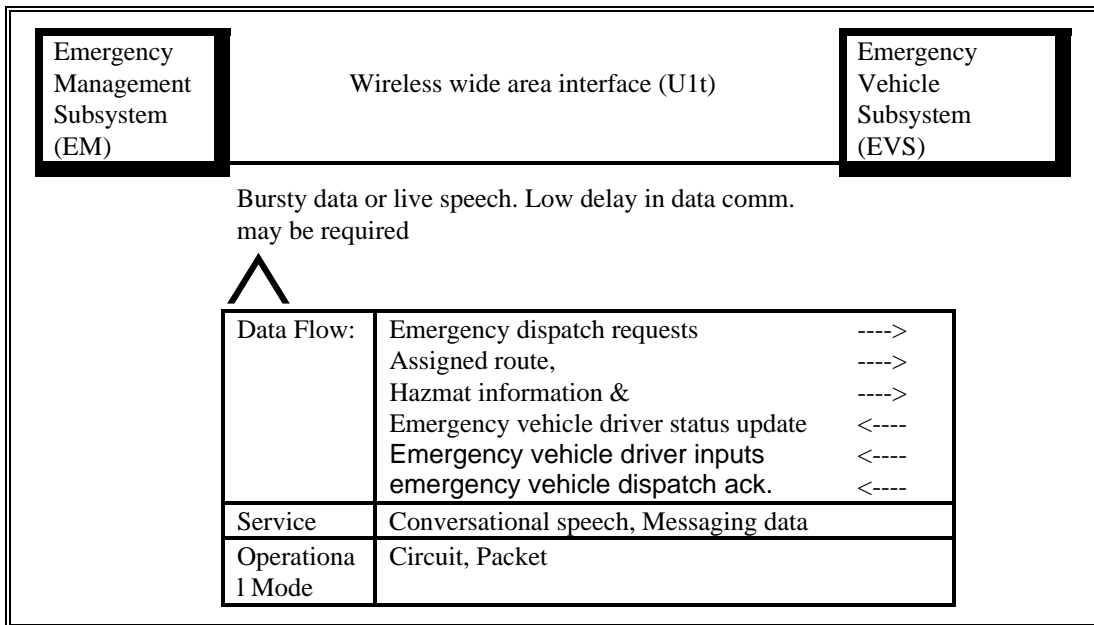 Emergency
Management
Subsystem
(EM)
Wireless wide area interface (U1t)
Emergency
Vehicle
Subsystem
(EVS)
Bursty data or live speech. Low delay in data comm.
may be required
Data Flow:
Emergency dispatch requests ---->
Assigned route, ---->
Hazmat information & ---->
Emergency vehicle driver status update <----
Emergency vehicle driver inputs <----
emergency vehicle dispatch ack. <----
Service
Conversational speech, Messaging data
Operationa
l Mode
Circuit, Packet